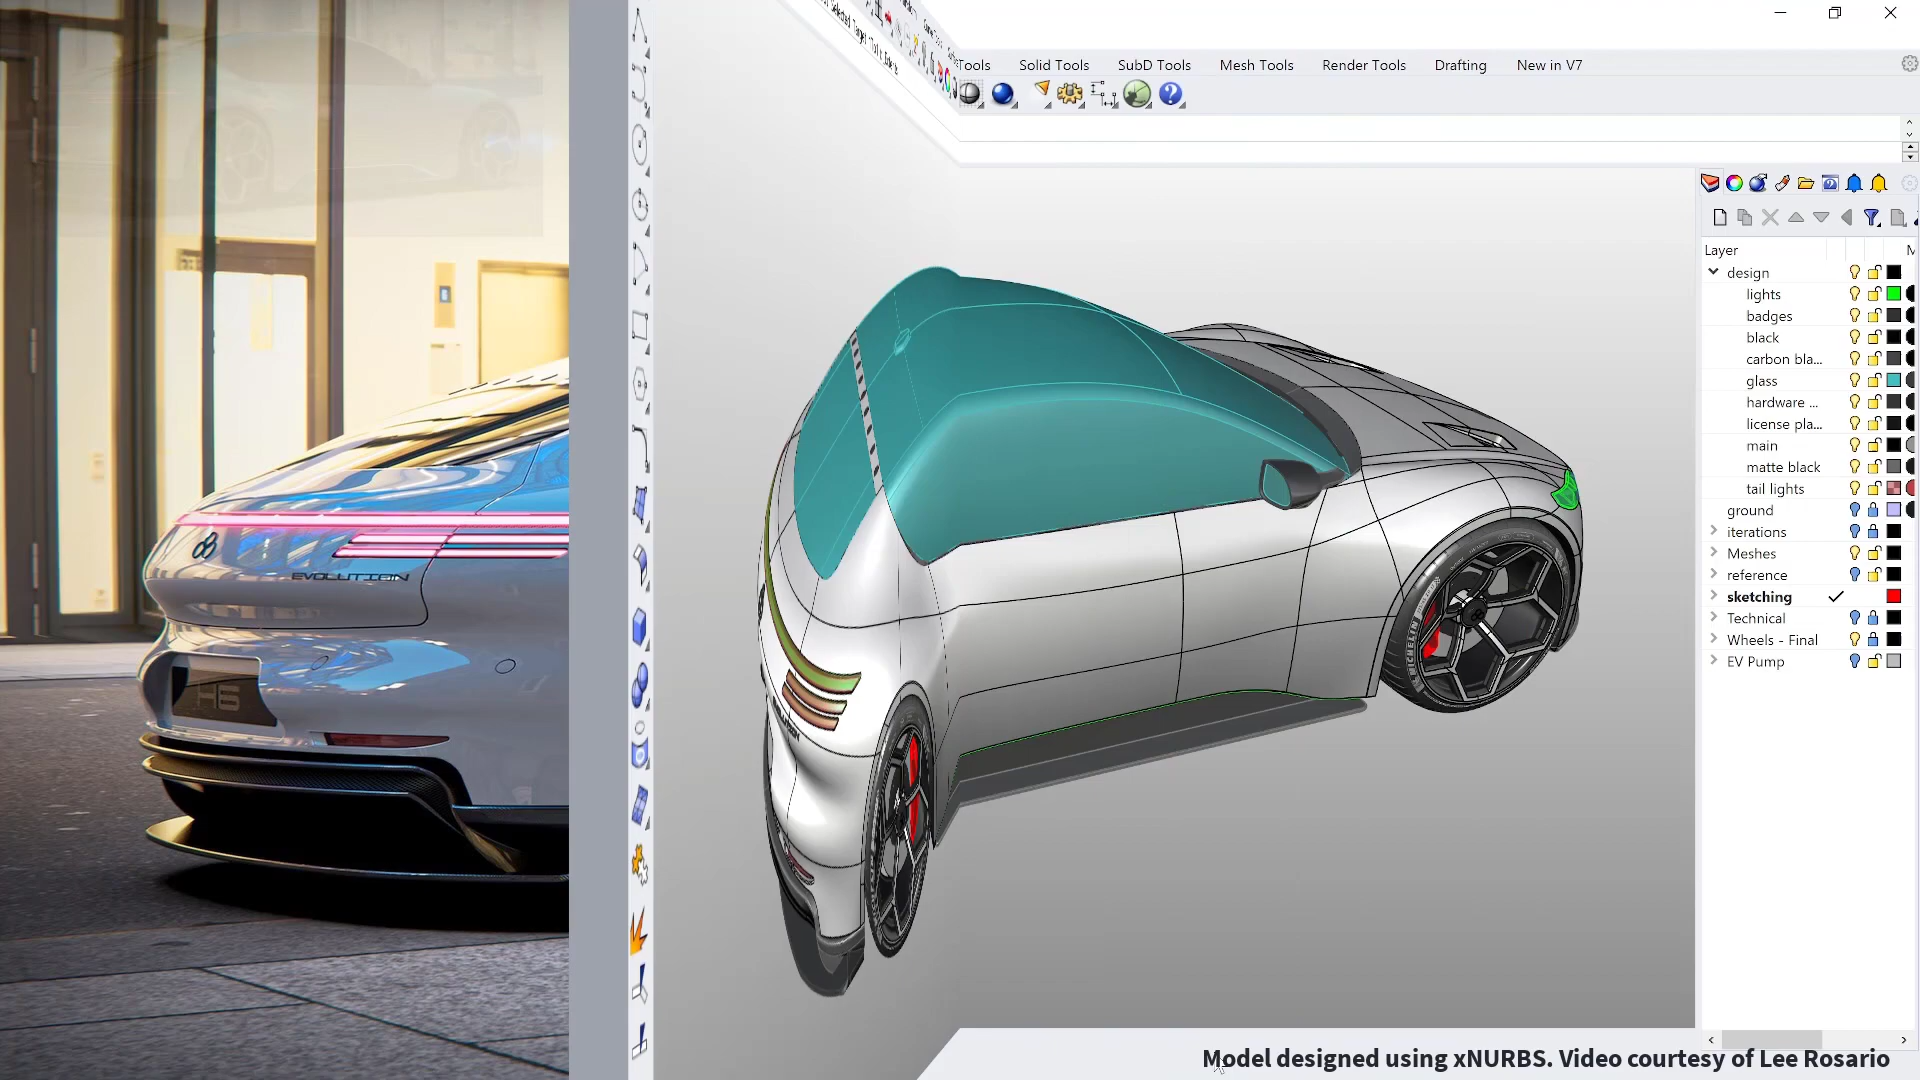 Tools
Solid Tools
SubD Tools
Mesh Tools
Render Tools
Drafting
New in V7
Layer
design
lights
badges
black
carbon bla...
glass
hardware ...
license pla...
main
matte black
tail lights
ground
iterations
Meshes
reference
sketching
Technical
Wheels - Final
EV Pump
EVOLUTION
H6
MICHELIN
Model designed using xNURBS. Video courtesy of Lee Rosario